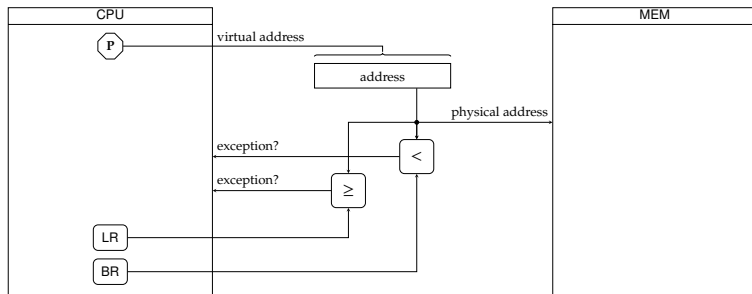 CPU
MEM
P
virtual address
address
physical address
exception?
<
exception?
≥
LR
BR